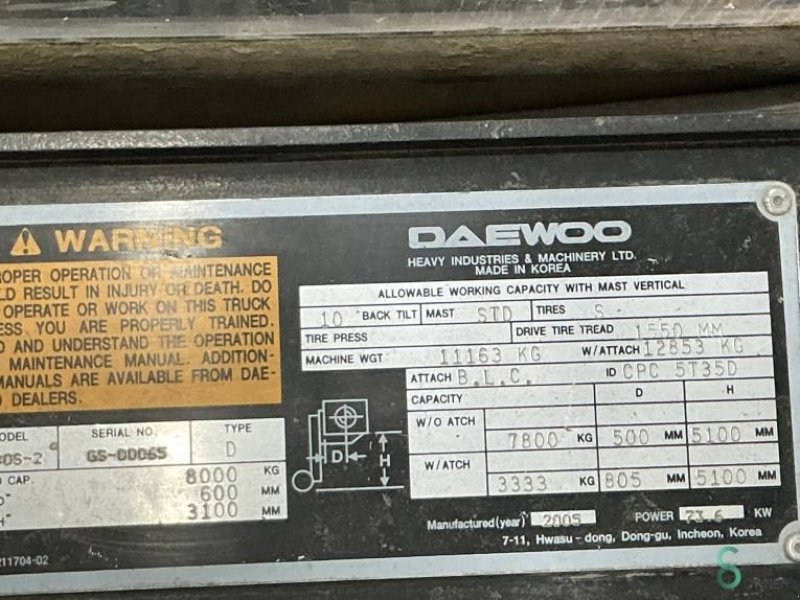 WARNING
ROPER OPERATION OR MAINTENANCE
LD RESULT IN INJURY OR DEATH. DO
OPERATE OR WORK ON THIS TRUCK
ESS YOU ARE PROPERLY TRAINED.
D AND UNDERSTAND THE OPERATION
MAINTENANCE MANUAL. ADDITION-
MANUALS ARE AVAILABLE FROM DAE-
O DEALERS.
ODEL SERIAL NO. TYPE
0S-2 GS-00065 D
CAP. 8000 KG
600 MM
3100 MM
211704-02
DAEWOO
HEAVY INDUSTRIES & MACHINERY LTD.
MADE IN KOREA
ALLOWABLE WORKING CAPACITY WITH MAST VERTICAL
10 °BACK TILT MAST STD TIRES S
TIRE PRESS DRIVE TIRE TREAD 1550 MM
MACHINE WGT 11163 KG W/ATTACH 12853 KG
ATTACH B.L.C. ID CPC 5T35D
CAPACITY D H
W/O ATCH 7800 KG 500 MM 5100 MM
W/ATCH 3333 KG 805 MM 5100 MM
D H
Manufactured (year) 2005 POWER 73.6 KW
7-11, Hwasu-dong, Dong-gu, Incheon, Korea